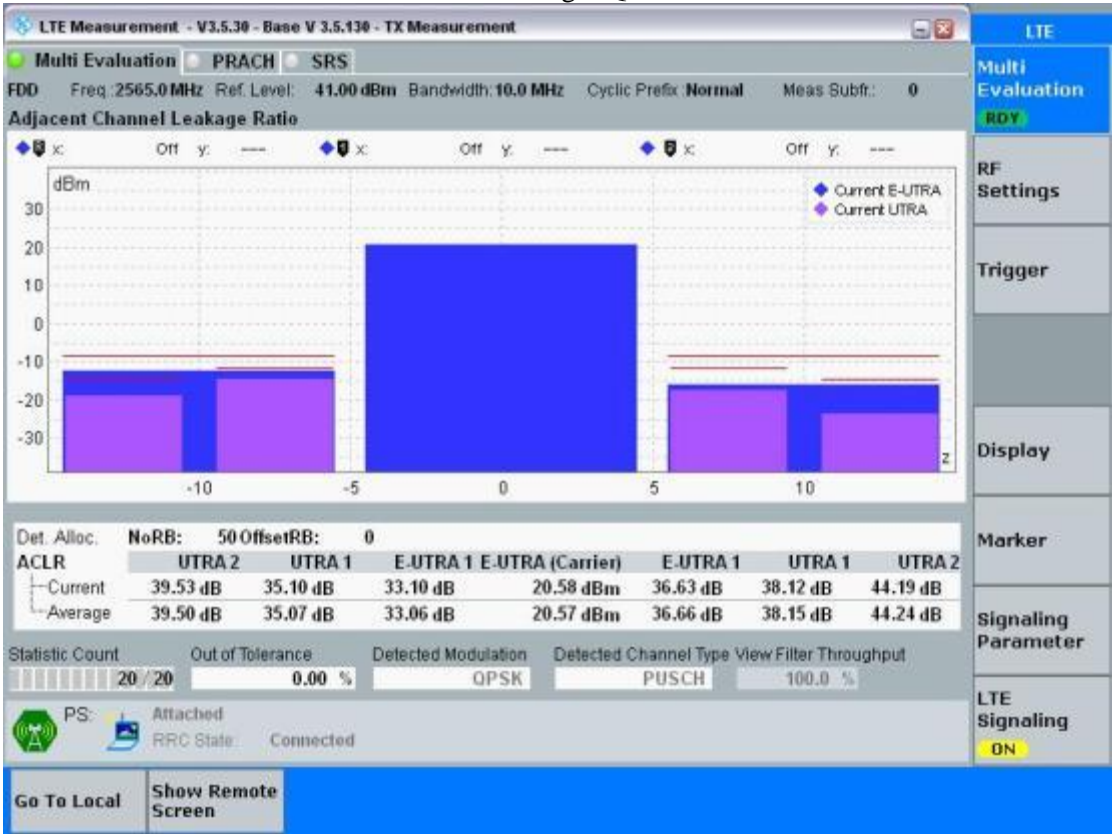 LTE Measurement - V3.5.30 - Base V 3.5.130 - TX Measurement
Multi Evaluation PRACH SRS
FDD Freq.:2565.0 MHz Ref. Level: 41.00 dBm Bandwidth: 10.0 MHz Cyclic Prefix :Normal Meas Subfr.: 0
Adjacent Channel Leakage Ratio
x: Off y: --- x: Off y: --- x: Off y: ---
dBm
Current E-UTRA
Current UTRA
30
20
10
0
-10
-20
-30
z
-10 -5 0 5 10
Det. Alloc. NoRB: 50 OffsetRB: 0
ACLR UTRA 2 UTRA 1 E-UTRA 1 E-UTRA (Carrier) E-UTRA 1 UTRA 1 UTRA 2
Current 39.53 dB 35.10 dB 33.10 dB 20.58 dBm 36.63 dB 38.12 dB 44.19 dB
Average 39.50 dB 35.07 dB 33.06 dB 20.57 dBm 36.66 dB 38.15 dB 44.24 dB
Statistic Count Out of Tolerance Detected Modulation Detected Channel Type View Filter Throughput
20 / 20 0.00 % QPSK PUSCH 100.0 %
PS: Attached
RRC State: Connected
Go To Local
Show Remote
Screen
LTE
Multi
Evaluation
RDY
RF
Settings
Trigger
Display
Marker
Signaling
Parameter
LTE
Signaling
ON